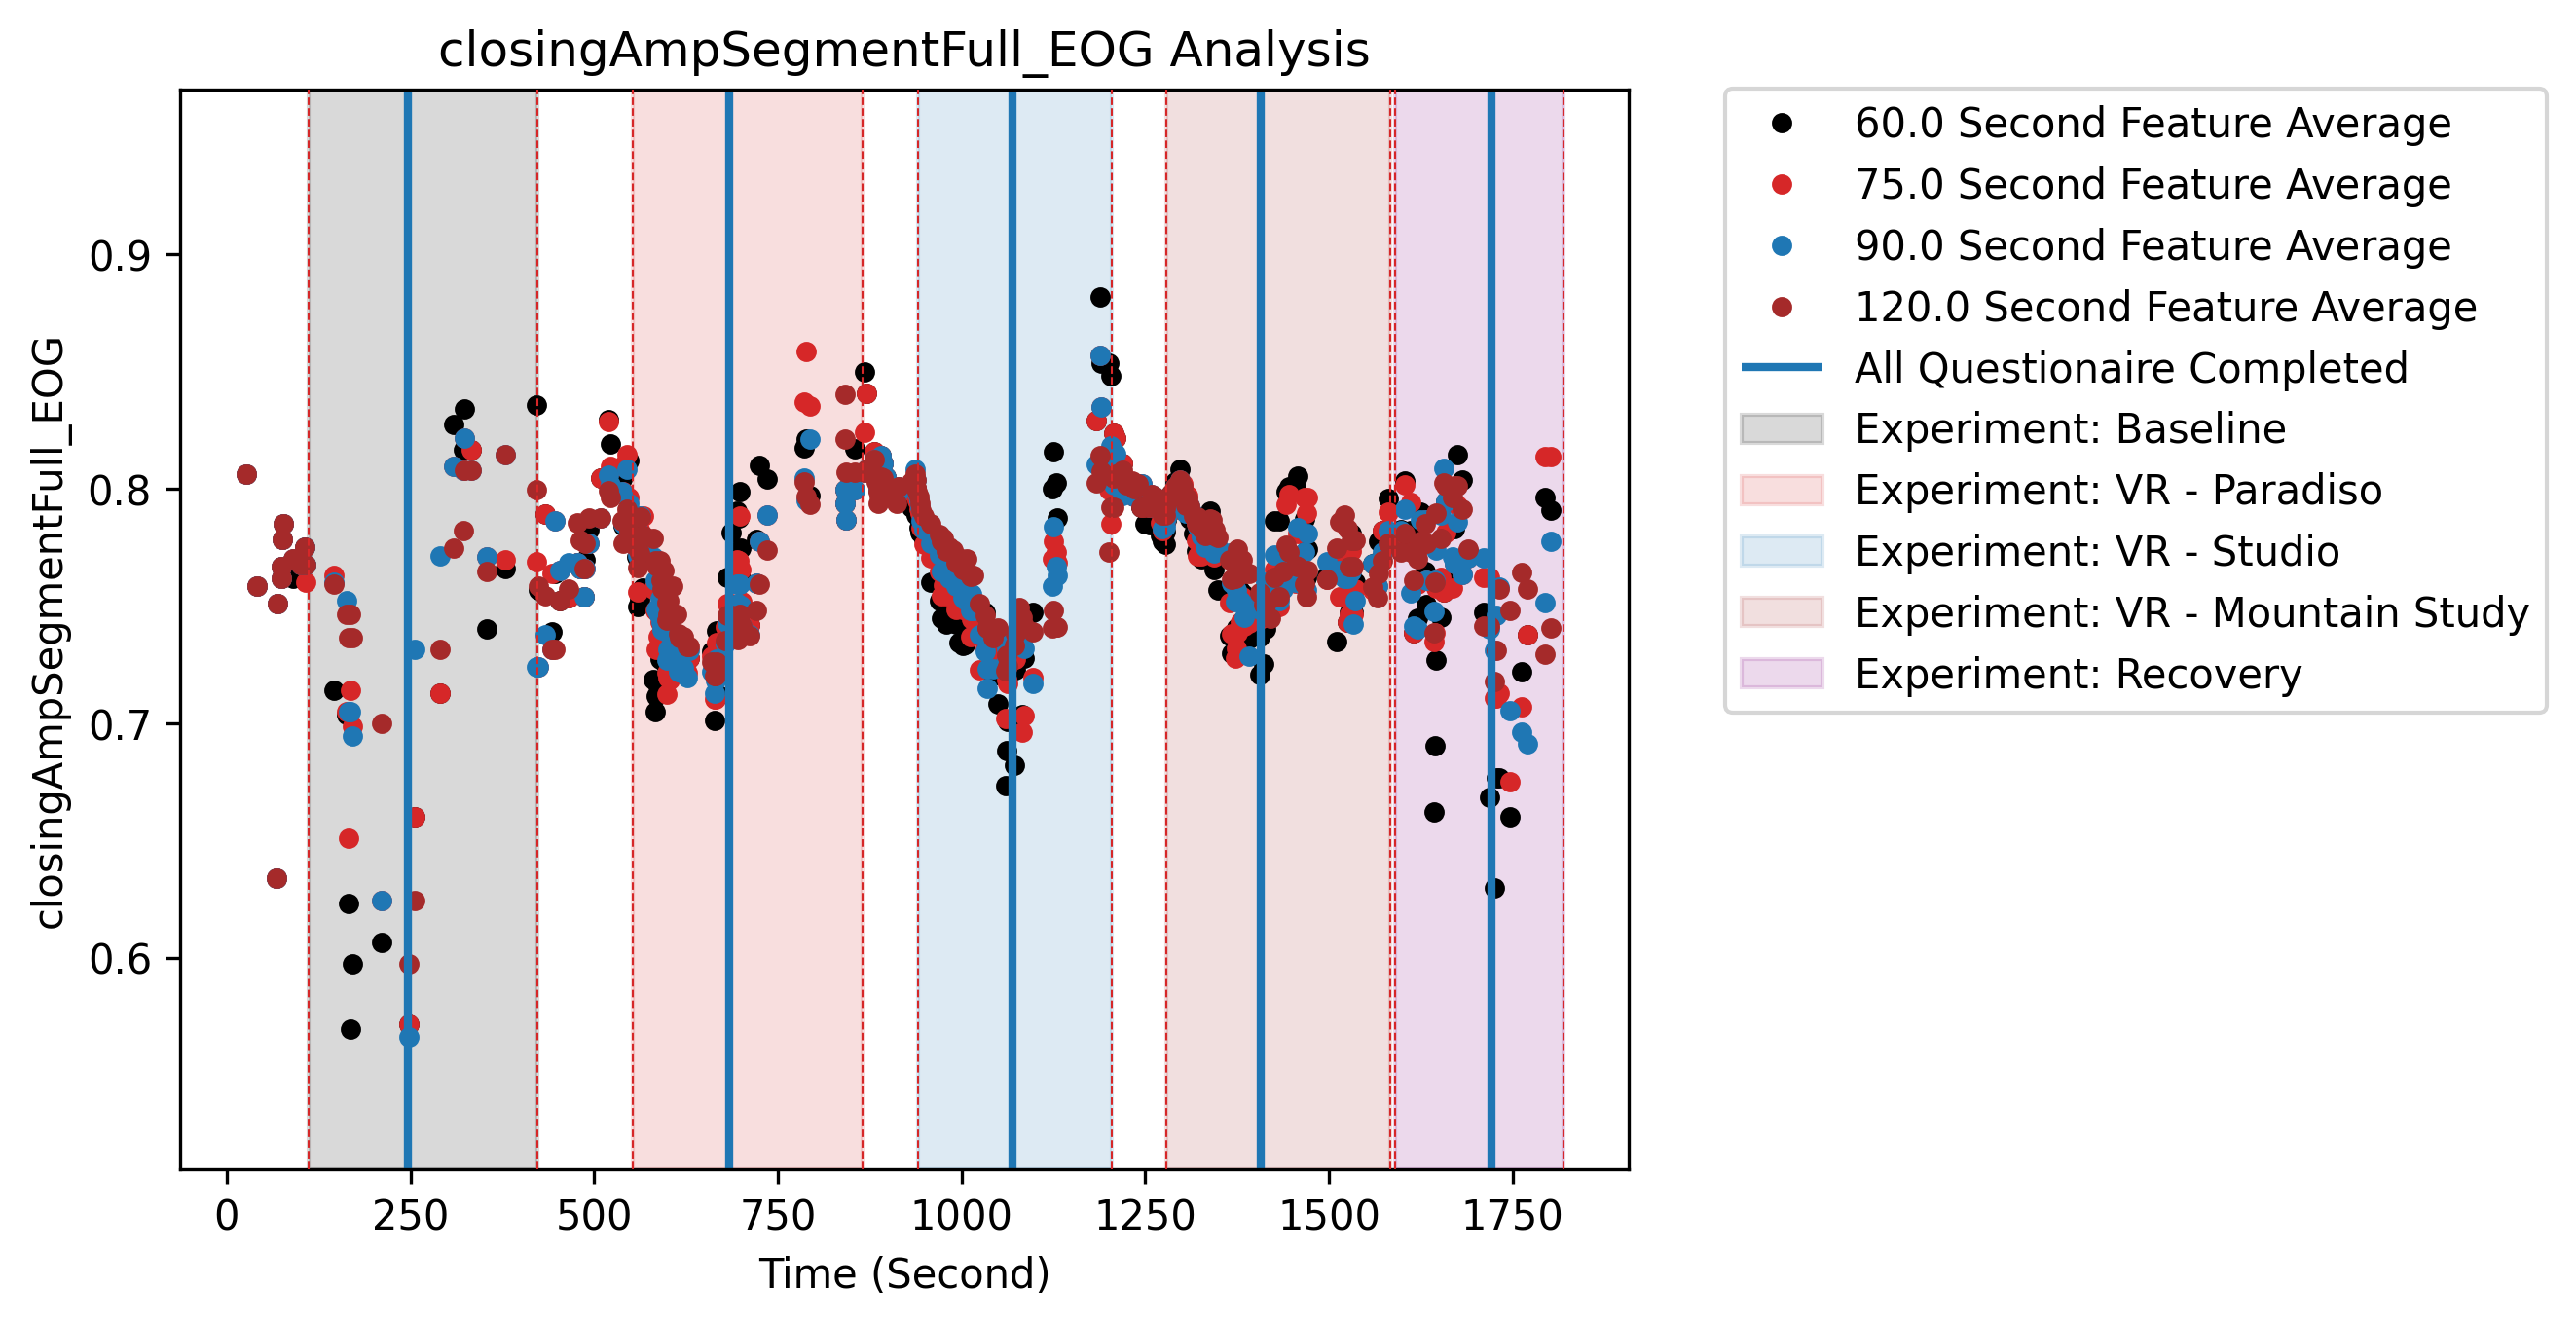 closingAmpSegmentFull_EOG Analysis
closingAmpSegmentFull_EOG
0.9
0.8
0.7
0.6
0 250 500 750 1000 1250 1500 1750
Time (Second)
60.0 Second Feature Average
75.0 Second Feature Average
90.0 Second Feature Average
120.0 Second Feature Average
All Questionaire Completed
Experiment: Baseline
Experiment: VR - Paradiso
Experiment: VR - Studio
Experiment: VR - Mountain Study
Experiment: Recovery